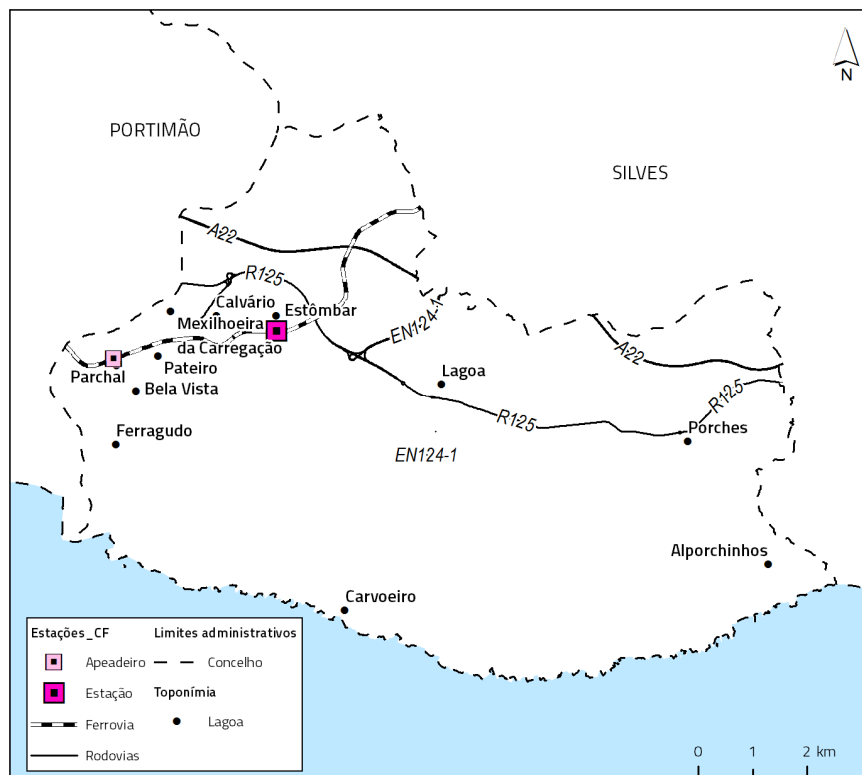 N
PORTIMÃO
SILVES
A22
R125
Calvário
Estômbar
Mexilhoeira
da Carregação
EN124-1
A22
Pateiro
Parchal
Bela Vista
Lagoa
R125
R125
Porches
Ferragudo
EN124-1
Alporchinhos
Carvoeiro
Estações_CF
Limites administrativos
Apeadeiro
Concelho
Estação
Toponímia
Ferrovia
Lagoa
Rodovias
0 1 2 km